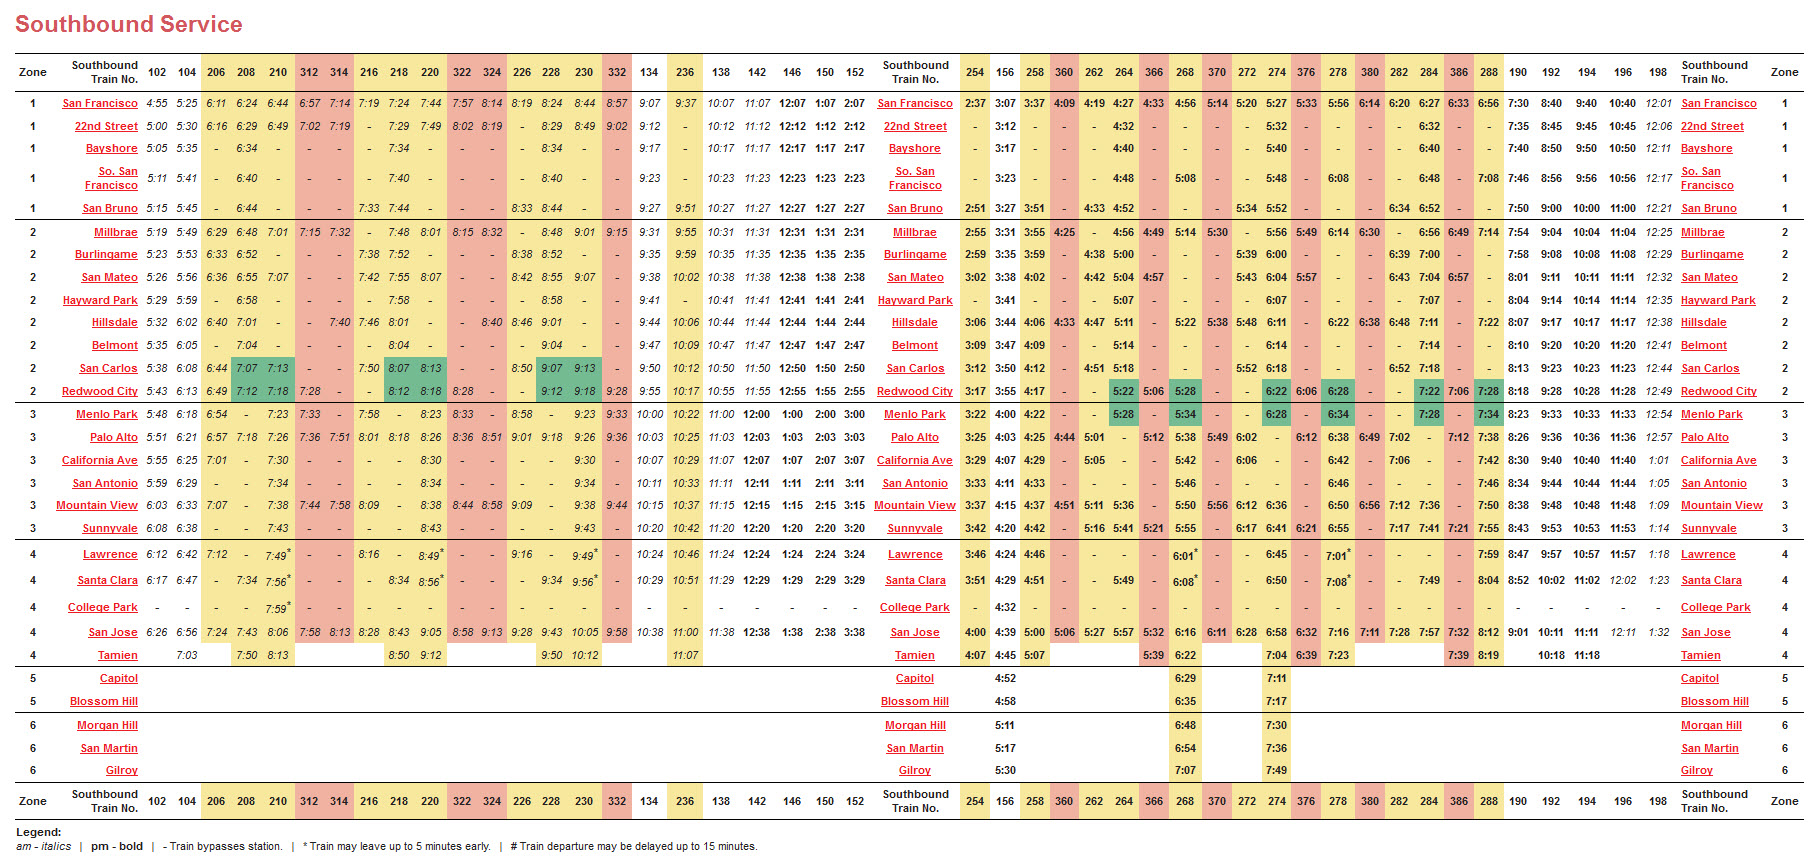 Southbound Service
Zone Southbound Train No. 102 104 206 208 210 312 314 216 218 220 322 324 226 228 230 332 134 236 138 142 146 150 152 Southbound Train No. 254 156 258 360 262 264 366 268 370 272 274 376 278 380 282 284 386 288 190 192 194 196 198 Southbound Train No. Zone
1 San Francisco 4:55 5:25 6:11 6:24 6:44 6:57 7:14 7:19 7:24 7:44 7:57 8:14 8:19 8:24 8:44 8:57 9:07 9:37 10:07 11:07 12:07 1:07 2:07 San Francisco 2:37 3:07 3:37 4:09 4:19 4:27 4:33 4:56 5:14 5:20 5:27 5:33 5:56 6:14 6:20 6:27 6:33 6:56 7:30 8:40 9:40 10:40 12:01 San Francisco 1
1 22nd Street 5:00 5:30 6:16 6:29 6:49 7:02 7:19 - 7:29 7:49 8:02 8:19 - 8:29 8:49 9:02 9:12 - 10:12 11:12 12:12 1:12 2:12 22nd Street - 3:12 - - - 4:32 - - - - 5:32 - - - - 6:32 - - 7:35 8:45 9:45 10:45 12:06 22nd Street 1
1 Bayshore 5:05 5:35 - 6:34 - - - - 7:34 - - - - 8:34 - - 9:17 - 10:17 11:17 12:17 1:17 2:17 Bayshore - 3:17 - - - 4:40 - - - - 5:40 - - - - 6:40 - - 7:40 8:50 9:50 10:50 12:11 Bayshore 1
1 So. San Francisco 5:11 5:41 - 6:40 - - - - 7:40 - - - - 8:40 - - 9:23 - 10:23 11:23 12:23 1:23 2:23 So. San Francisco - 3:23 - - - 4:48 - 5:08 - - 5:48 - 6:08 - - 6:48 - 7:08 7:46 8:56 9:56 10:56 12:17 So. San Francisco 1
1 San Bruno 5:15 5:45 - 6:44 - - - 7:33 7:44 - - - 8:33 8:44 - - 9:27 9:51 10:27 11:27 12:27 1:27 2:27 San Bruno 2:51 3:27 3:51 - 4:33 4:52 - - - 5:34 5:52 - - - 6:34 6:52 - - 7:50 9:00 10:00 11:00 12:21 San Bruno 1
2 Millbrae 5:19 5:49 6:29 6:48 7:01 7:15 7:32 - 7:48 8:01 8:15 8:32 - 8:48 9:01 9:15 9:31 9:55 10:31 11:31 12:31 1:31 2:31 Millbrae 2:55 3:31 3:55 4:25 - 4:56 4:49 5:14 5:30 - 5:56 5:49 6:14 6:30 - 6:56 6:49 7:14 7:54 9:04 10:04 11:04 12:25 Millbrae 2
2 Burlingame 5:23 5:53 6:33 6:52 - - - 7:38 7:52 - - - 8:38 8:52 - - 9:35 9:59 10:35 11:35 12:35 1:35 2:35 Burlingame 2:59 3:35 3:59 - 4:38 5:00 - - - 5:39 6:00 - - - 6:39 7:00 - - 7:58 9:08 10:08 11:08 12:29 Burlingame 2
2 San Mateo 5:26 5:56 6:36 6:55 7:07 - - 7:42 7:55 8:07 - - 8:42 8:55 9:07 - 9:38 10:02 10:38 11:38 12:38 1:38 2:38 San Mateo 3:02 3:38 4:02 - 4:42 5:04 4:57 - - 5:43 6:04 5:57 - - 6:43 7:04 6:57 - 8:01 9:11 10:11 11:11 12:32 San Mateo 2
2 Hayward Park 5:29 5:59 - 6:58 - - - - 7:58 - - - - 8:58 - - 9:41 - 10:41 11:41 12:41 1:41 2:41 Hayward Park - 3:41 - - - 5:07 - - - - 6:07 - - - - 7:07 - - 8:04 9:14 10:14 11:14 12:35 Hayward Park 2
2 Hillsdale 5:32 6:02 6:40 7:01 - - 7:40 7:46 8:01 - - 8:40 8:46 9:01 - - 9:44 10:06 10:44 11:44 12:44 1:44 2:44 Hillsdale 3:06 3:44 4:06 4:33 4:47 5:11 - 5:22 5:38 5:48 6:11 - 6:22 6:38 6:48 7:11 - 7:22 8:07 9:17 10:17 11:17 12:38 Hillsdale 2
2 Belmont 5:35 6:05 - 7:04 - - - - 8:04 - - - - 9:04 - - 9:47 10:09 10:47 11:47 12:47 1:47 2:47 Belmont 3:09 3:47 4:09 - - 5:14 - - - - 6:14 - - - - 7:14 - - 8:10 9:20 10:20 11:20 12:41 Belmont 2
2 San Carlos 5:38 6:08 6:44 7:07 7:13 - - 7:50 8:07 8:13 - - 8:50 9:07 9:13 - 9:50 10:12 10:50 11:50 12:50 1:50 2:50 San Carlos 3:12 3:50 4:12 - 4:51 5:18 - - - 5:52 6:18 - - - 6:52 7:18 - - 8:13 9:23 10:23 11:23 12:44 San Carlos 2
2 Redwood City 5:43 6:13 6:49 7:12 7:18 7:28 - - 8:12 8:18 8:28 - - 9:12 9:18 9:28 9:55 10:17 10:55 11:55 12:55 1:55 2:55 Redwood City 3:17 3:55 4:17 - - 5:22 5:06 5:28 - - 6:22 6:06 6:28 - - 7:22 7:06 7:28 8:18 9:28 10:28 11:28 12:49 Redwood City 2
3 Menlo Park 5:48 6:18 6:54 - 7:23 7:33 - 7:58 - 8:23 8:33 - 8:58 - 9:23 9:33 10:00 10:22 11:00 12:00 1:00 2:00 3:00 Menlo Park 3:22 4:00 4:22 - - 5:28 - 5:34 - - 6:28 - 6:34 - - 7:28 - 7:34 8:23 9:33 10:33 11:33 12:54 Menlo Park 3
3 Palo Alto 5:51 6:21 6:57 7:18 7:26 7:36 7:51 8:01 8:18 8:26 8:36 8:51 9:01 9:18 9:26 9:36 10:03 10:25 11:03 12:03 1:03 2:03 3:03 Palo Alto 3:25 4:03 4:25 4:44 5:01 - 5:12 5:38 5:49 6:02 - 6:12 6:38 6:49 7:02 - 7:12 7:38 8:26 9:36 10:36 11:36 12:57 Palo Alto 3
3 California Ave 5:55 6:25 7:01 - 7:30 - - - - 8:30 - - - - 9:30 - 10:07 10:29 11:07 12:07 1:07 2:07 3:07 California Ave 3:29 4:07 4:29 - 5:05 - - 5:42 - 6:06 - - 6:42 - 7:06 - - 7:42 8:30 9:40 10:40 11:40 1:01 California Ave 3
3 San Antonio 5:59 6:29 - - 7:34 - - - - 8:34 - - - - 9:34 - 10:11 10:33 11:11 12:11 1:11 2:11 3:11 San Antonio 3:33 4:11 4:33 - - - - 5:46 - - - - 6:46 - - - - 7:46 8:34 9:44 10:44 11:44 1:05 San Antonio 3
3 Mountain View 6:03 6:33 7:07 - 7:38 7:44 7:58 8:09 - 8:38 8:44 8:58 9:09 - 9:38 9:44 10:15 10:37 11:15 12:15 1:15 2:15 3:15 Mountain View 3:37 4:15 4:37 4:51 5:11 5:36 - 5:50 5:56 6:12 6:36 - 6:50 6:56 7:12 7:36 - 7:50 8:38 9:48 10:48 11:48 1:09 Mountain View 3
3 Sunnyvale 6:08 6:38 - - 7:43 - - - - 8:43 - - - - 9:43 - 10:20 10:42 11:20 12:20 1:20 2:20 3:20 Sunnyvale 3:42 4:20 4:42 - 5:16 5:41 5:21 5:55 - 6:17 6:41 6:21 6:55 - 7:17 7:41 7:21 7:55 8:43 9:53 10:53 11:53 1:14 Sunnyvale 3
4 Lawrence 6:12 6:42 7:12 - 7:49* - - 8:16 - 8:49* - - 9:16 - 9:49* - 10:24 10:46 11:24 12:24 1:24 2:24 3:24 Lawrence 3:46 4:24 4:46 - - - - 6:01* - - 6:45 - 7:01* - - - - 7:59 8:47 9:57 10:57 11:57 1:18 Lawrence 4
4 Santa Clara 6:17 6:47 - 7:34 7:56* - - - 8:34 8:56* - - - 9:34 9:56* - 10:29 10:51 11:29 12:29 1:29 2:29 3:29 Santa Clara 3:51 4:29 4:51 - - 5:49 - 6:08* - - 6:50 - 7:08* - - 7:49 - 8:04 8:52 10:02 11:02 12:02 1:23 Santa Clara 4
4 College Park - - - - 7:59* - - - - - - - - - - - - - - - - - - College Park - 4:32 - - - - - - - - - - - - - - - - - - - - - College Park 4
4 San Jose 6:26 6:56 7:24 7:43 8:06 7:58 8:13 8:28 8:43 9:05 8:58 9:13 9:28 9:43 10:05 9:58 10:38 11:00 11:38 12:38 1:38 2:38 3:38 San Jose 4:00 4:39 5:00 5:06 5:27 5:57 5:32 6:16 6:11 6:28 6:58 6:32 7:16 7:11 7:28 7:57 7:32 8:12 9:01 10:11 11:11 12:11 1:32 San Jose 4
4 Tamien 7:03 7:50 8:13 8:50 9:12 9:50 10:12 11:07 Tamien 4:07 4:45 5:07 5:39 6:22 7:04 6:39 7:23 7:39 8:19 10:18 11:18 Tamien 4
5 Capitol Capitol 4:52 6:29 7:11 Capitol 5
5 Blossom Hill Blossom Hill 4:58 6:35 7:17 Blossom Hill 5
6 Morgan Hill Morgan Hill 5:11 6:48 7:30 Morgan Hill 6
6 San Martin San Martin 5:17 6:54 7:36 San Martin 6
6 Gilroy Gilroy 5:30 7:07 7:49 Gilroy 6
Zone Southbound Train No. 102 104 206 208 210 312 314 216 218 220 322 324 226 228 230 332 134 236 138 142 146 150 152 Southbound Train No. 254 156 258 360 262 264 366 268 370 272 274 376 278 380 282 284 386 288 190 192 194 196 198 Southbound Train No. Zone
Legend:
am - italics | pm - bold | - Train bypasses station. | * Train may leave up to 5 minutes early. | # Train departure may be delayed up to 15 minutes.